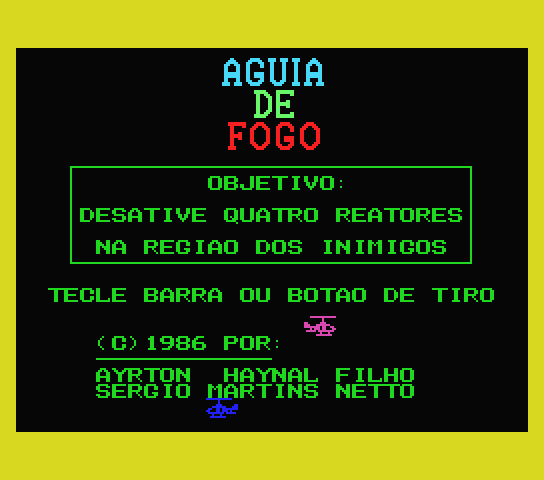 AGUIA
DE
FOGO
OBJETIVO:
DESATIVE QUATRO REATORES
NA REGIAO DOS INIMIGOS
TECLE BARRA OU BOTAO DE TIRO
(C)1986 POR:
AYRTON HAYNAL FILHO
SERGIO MARTINS NETTO